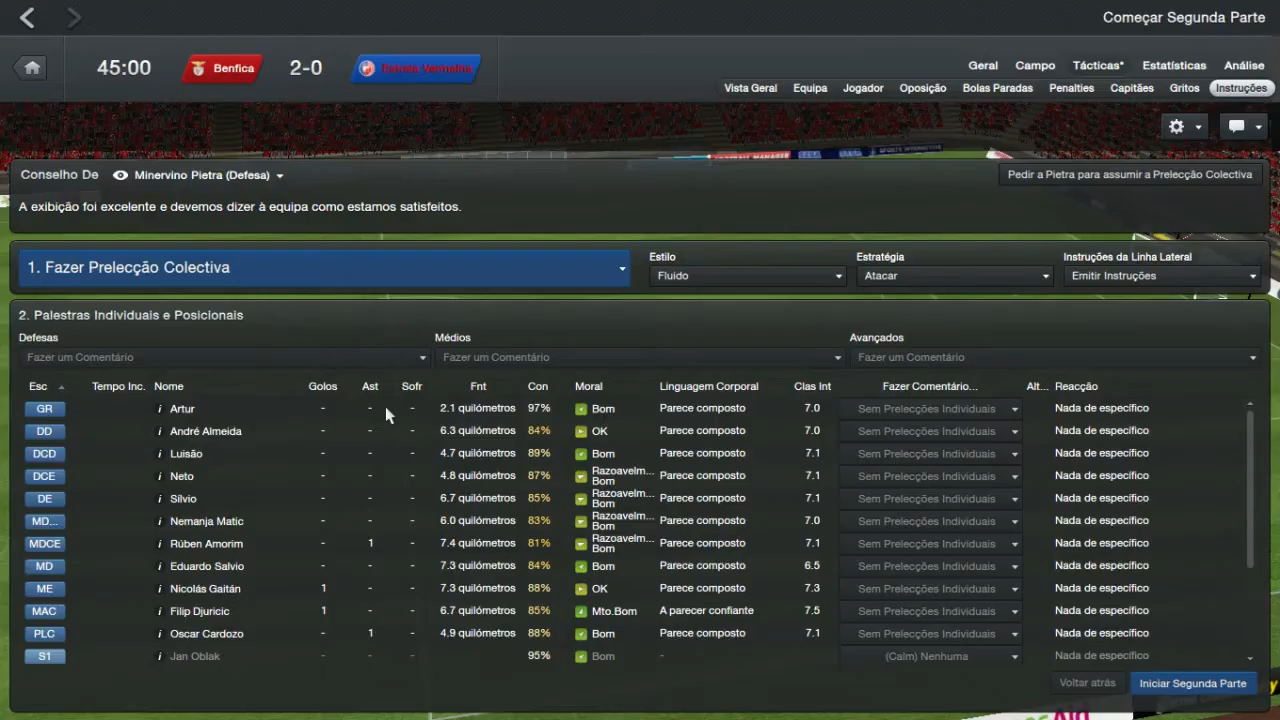 Começar Segunda Parte
45:00 Benfica 2-0 Estrela Vermelha
Geral Campo Tácticas* Estatísticas Análise
Vista Geral Equipa Jogador Oposição Bolas Paradas Penalties Capitães Gritos Instruções
FOOTBALL MANAGER SPORTS INTERACTIVE
Conselho De Minervino Pietra (Defesa) Pedir a Pietra para assumir a Prelecção Colectiva
A exibição foi excelente e devemos dizer à equipa como estamos satisfeitos.
1. Fazer Prelecção Colectiva
Estilo Estratégia Instruções da Linha Lateral
Fluido Atacar Emitir Instruções
2. Palestras Individuais e Posicionais
Defesas Médios Avançados
Fazer um Comentário Fazer um Comentário Fazer um Comentário
Esc Tempo Inc. Nome Golos Ast Sofr Fnt Con Moral Linguagem Corporal Clas Int Fazer Comentário... Alt... Reacção
GR i Artur - - - 2.1 quilómetros 97% Bom Parece composto 7.0 Sem Prelecções Individuais Nada de específico
DD i André Almeida - - - 6.3 quilómetros 84% OK Parece composto 7.0 Sem Prelecções Individuais Nada de específico
DCD i Luisão - - - 4.7 quilómetros 89% Bom Parece composto 7.1 Sem Prelecções Individuais Nada de específico
DCE i Neto - - - 4.8 quilómetros 87% Razoavelm... Bom Parece composto 7.1 Sem Prelecções Individuais Nada de específico
DE i Sílvio - - - 6.7 quilómetros 85% Razoavelm... Bom Parece composto 7.1 Sem Prelecções Individuais Nada de específico
MD... i Nemanja Matic - - - 6.0 quilómetros 83% Razoavelm... Bom Parece composto 7.0 Sem Prelecções Individuais Nada de específico
MDCE i Rúben Amorim - 1 - 7.4 quilómetros 81% Razoavelm... Bom Parece composto 7.1 Sem Prelecções Individuais Nada de específico
MD i Eduardo Salvio - - - 7.3 quilómetros 84% Bom Parece composto 6.5 Sem Prelecções Individuais Nada de específico
ME i Nicolás Gaitán 1 - - 7.3 quilómetros 88% OK Parece composto 7.3 Sem Prelecções Individuais Nada de específico
MAC i Filip Djuricic 1 - - 6.7 quilómetros 85% Mto.Bom A parecer confiante 7.5 Sem Prelecções Individuais Nada de específico
PLC i Oscar Cardozo - 1 - 4.9 quilómetros 88% Bom Parece composto 7.1 Sem Prelecções Individuais Nada de específico
S1 i Jan Oblak 95% Bom - (Calm) Nenhuma Nada de específico
Voltar atrás Iniciar Segunda Parte